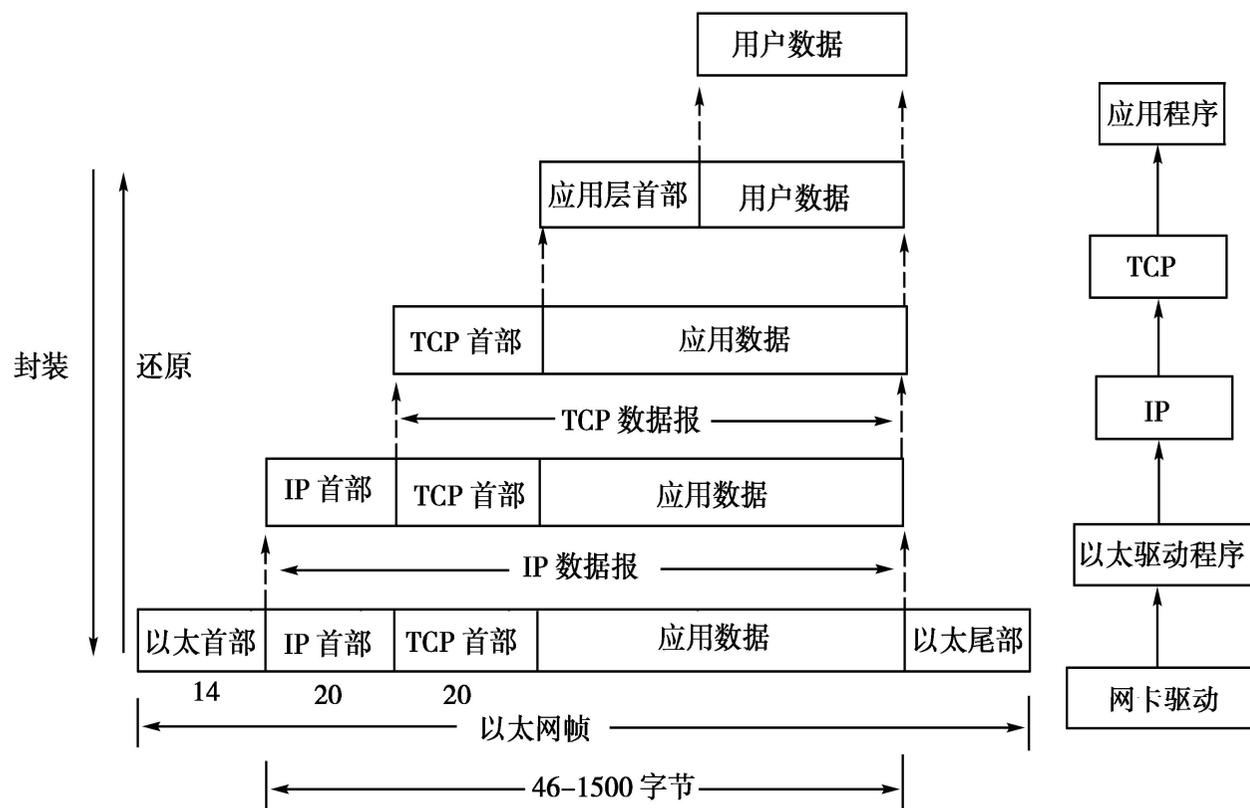 用户数据
应用程序
应用层首部 用户数据
TCP
TCP 首部 应用数据
封装 还原
TCP 数据报
IP
IP 首部 TCP 首部 应用数据
以太驱动程序
IP 数据报
以太首部 IP 首部 TCP 首部 应用数据 以太尾部
14 20 20
网卡驱动
以太网帧
46–1500 字节